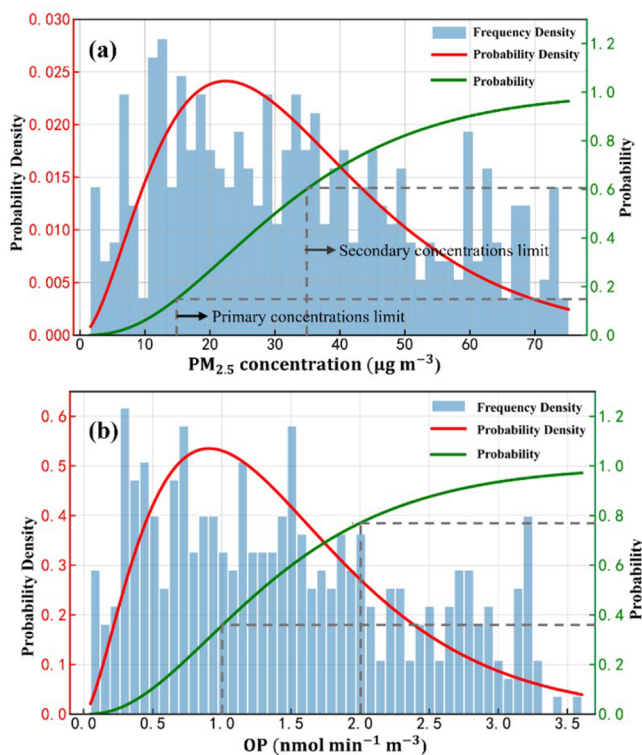 (a)
Frequency Density
Probability Density
Probability
Probability Density
0.030
0.025
0.020
0.015
0.010
0.005
0.000
1.2
1.0
0.8
0.6
0.4
0.2
0.0
Probability
Secondary concentrations limit
Primary concentrations limit
0 10 20 30 40 50 60 70
PM2.5 concentration (μg m−3)
(b)
Frequency Density
Probability Density
Probability
Probability Density
0.6
0.5
0.4
0.3
0.2
0.1
0.0
1.2
1.0
0.8
0.6
0.4
0.2
0.0
Probability
0.0 0.5 1.0 1.5 2.0 2.5 3.0 3.5
OP (nmol min−1 m−3)